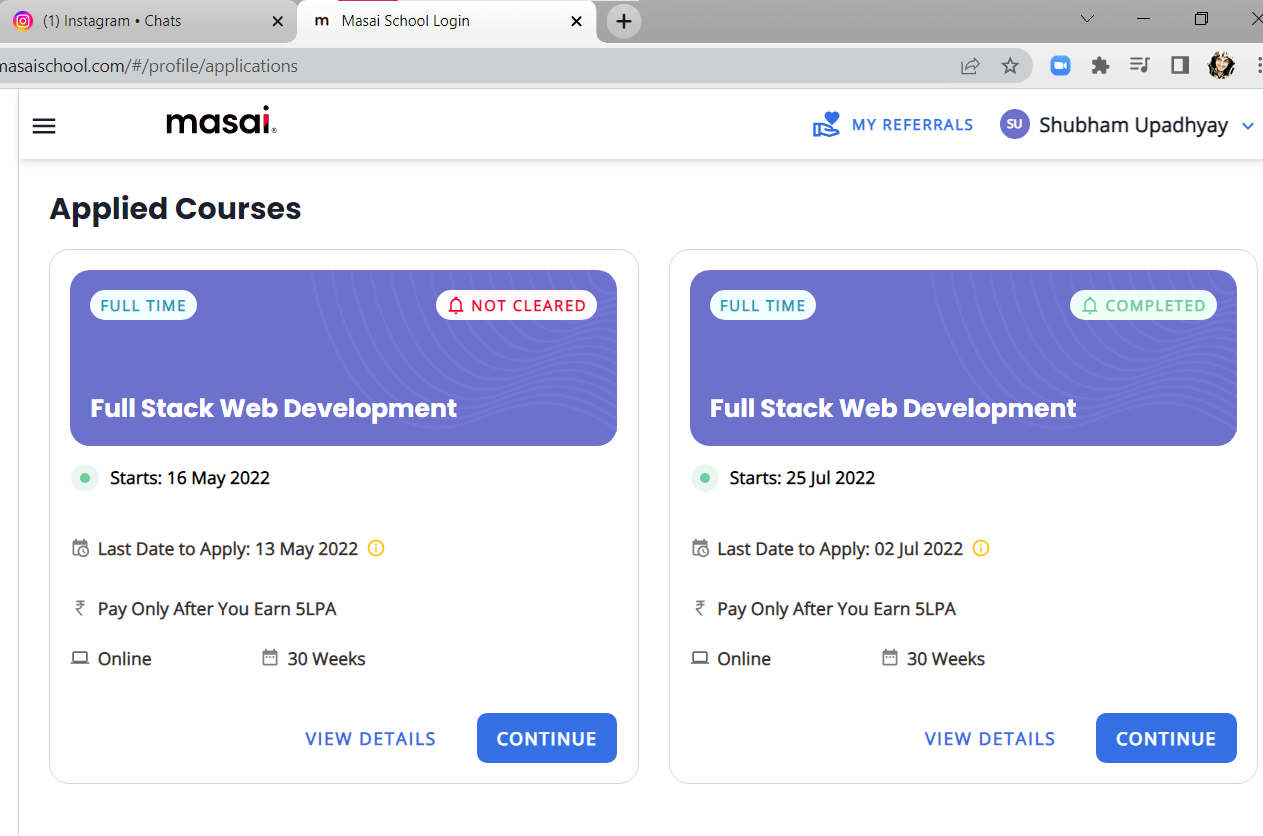 (1) Instagram • Chats
m Masai School Login
masaischool.com/#/profile/applications
masai®
MY REFERRALS
SU Shubham Upadhyay
Applied Courses
FULL TIME
NOT CLEARED
Full Stack Web Development
Starts: 16 May 2022
Last Date to Apply: 13 May 2022
₹ Pay Only After You Earn 5LPA
Online
30 Weeks
VIEW DETAILS
CONTINUE
FULL TIME
COMPLETED
Full Stack Web Development
Starts: 25 Jul 2022
Last Date to Apply: 02 Jul 2022
₹ Pay Only After You Earn 5LPA
Online
30 Weeks
VIEW DETAILS
CONTINUE